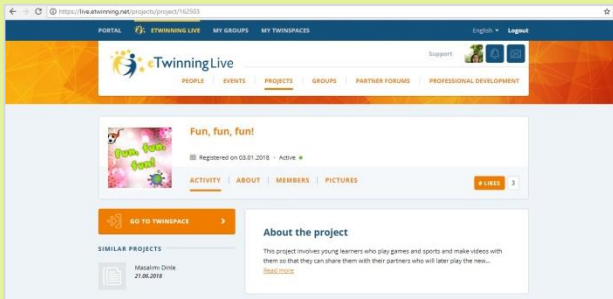 https://live.etwinning.net/projects/project/162503
PORTAL ETWINNING LIVE MY GROUPS MY TWINSPACES English Logout
eTwinning Live Support
PEOPLE EVENTS PROJECTS GROUPS PARTNER FORUMS PROFESSIONAL DEVELOPMENT
Fun, fun, fun!
Fun, fun, fun!
Registered on 03.01.2018 · Active
ACTIVITY ABOUT MEMBERS PICTURES # LIKES 3
GO TO TWINSPACE
About the project
SIMILAR PROJECTS
This project involves young learners who play games and sports and make videos with
them so that they can share them with their partners who will later play the new...
Read more
Masalimi Dinle
21.06.2018